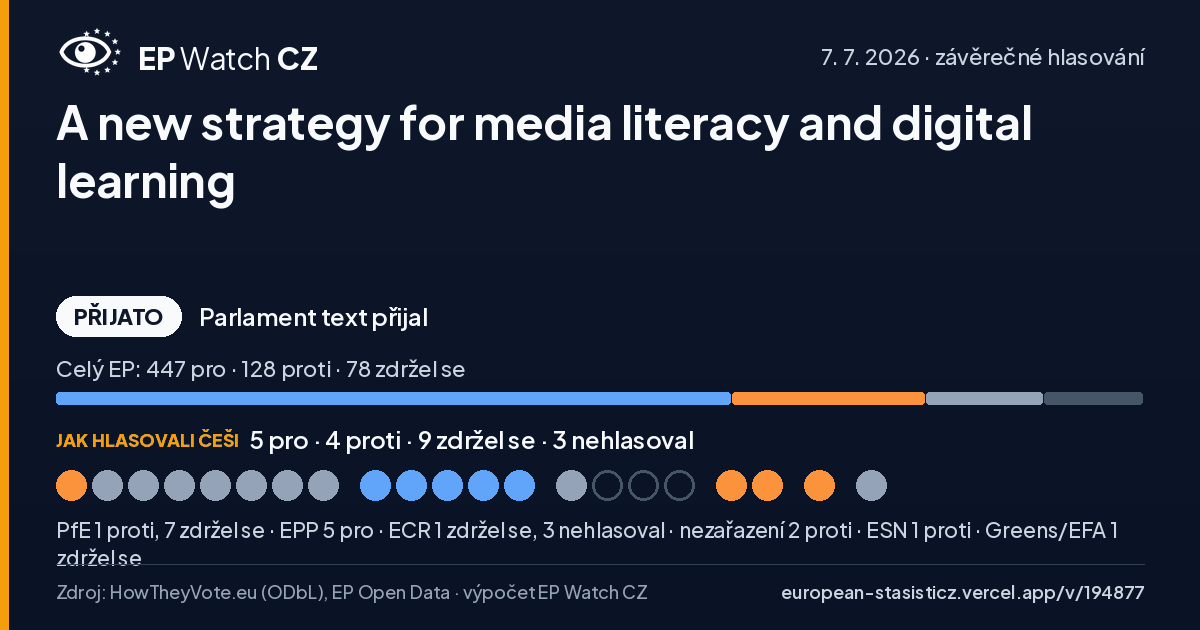 EP Watch CZ
7. 7. 2026 · závěrečné hlasování
A new strategy for media literacy and digital
learning
PŘIJATO
Parlament text přijal
Celý EP: 447 pro · 128 proti · 78 zdržel se
JAK HLASOVALI ČEŠI 5 pro · 4 proti · 9 zdržel se · 3 nehlasoval
PfE 1 proti, 7 zdržel se · EPP 5 pro · ECR 1 zdržel se, 3 nehlasoval · nezařazení 2 proti · ESN 1 proti · Greens/EFA 1
zdržel se
Zdroj: HowTheyVote.eu (ODbL), EP Open Data · výpočet EP Watch CZ
european-stasisticz.vercel.app/v/194877